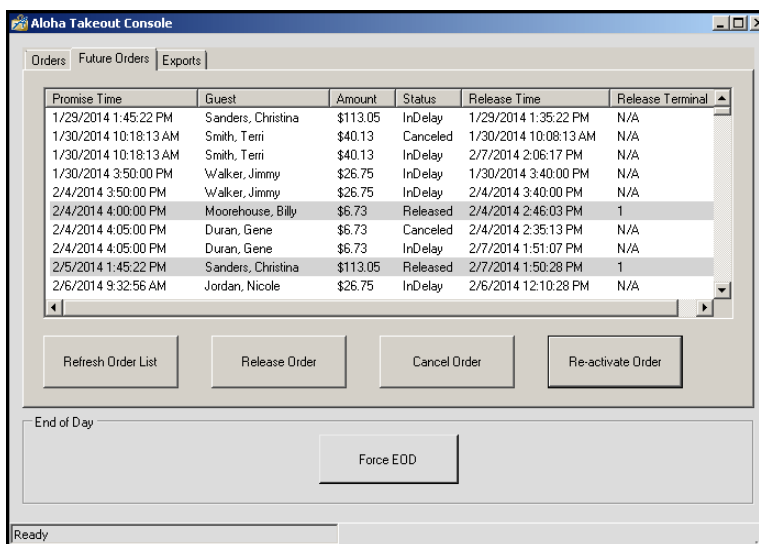 Aloha Takeout Console
Orders Future Orders Exports
Promise Time Guest Amount Status Release Time Release Terminal
1/29/2014 1:45:22 PM Sanders, Christina $113.05 InDelay 1/29/2014 1:35:22 PM N/A
1/30/2014 10:18:13 AM Smith, Terri $40.13 Canceled 1/30/2014 10:08:13 AM N/A
1/30/2014 10:18:13 AM Smith, Terri $40.13 InDelay 2/7/2014 2:06:17 PM N/A
1/30/2014 3:50:00 PM Walker, Jimmy $26.75 InDelay 1/30/2014 3:40:00 PM N/A
2/4/2014 3:50:00 PM Walker, Jimmy $26.75 InDelay 2/4/2014 3:40:00 PM N/A
2/4/2014 4:00:00 PM Moorehouse, Billy $6.73 Released 2/4/2014 2:46:03 PM 1
2/4/2014 4:05:00 PM Duran, Gene $6.73 Canceled 2/4/2014 2:35:13 PM N/A
2/4/2014 4:05:00 PM Duran, Gene $6.73 InDelay 2/7/2014 1:51:07 PM N/A
2/5/2014 1:45:22 PM Sanders, Christina $113.05 Released 2/7/2014 1:50:28 PM 1
2/6/2014 9:32:56 AM Jordan, Nicole $26.75 InDelay 2/6/2014 12:10:28 PM N/A
Refresh Order List Release Order Cancel Order Re-activate Order
End of Day
Force EOD
Ready